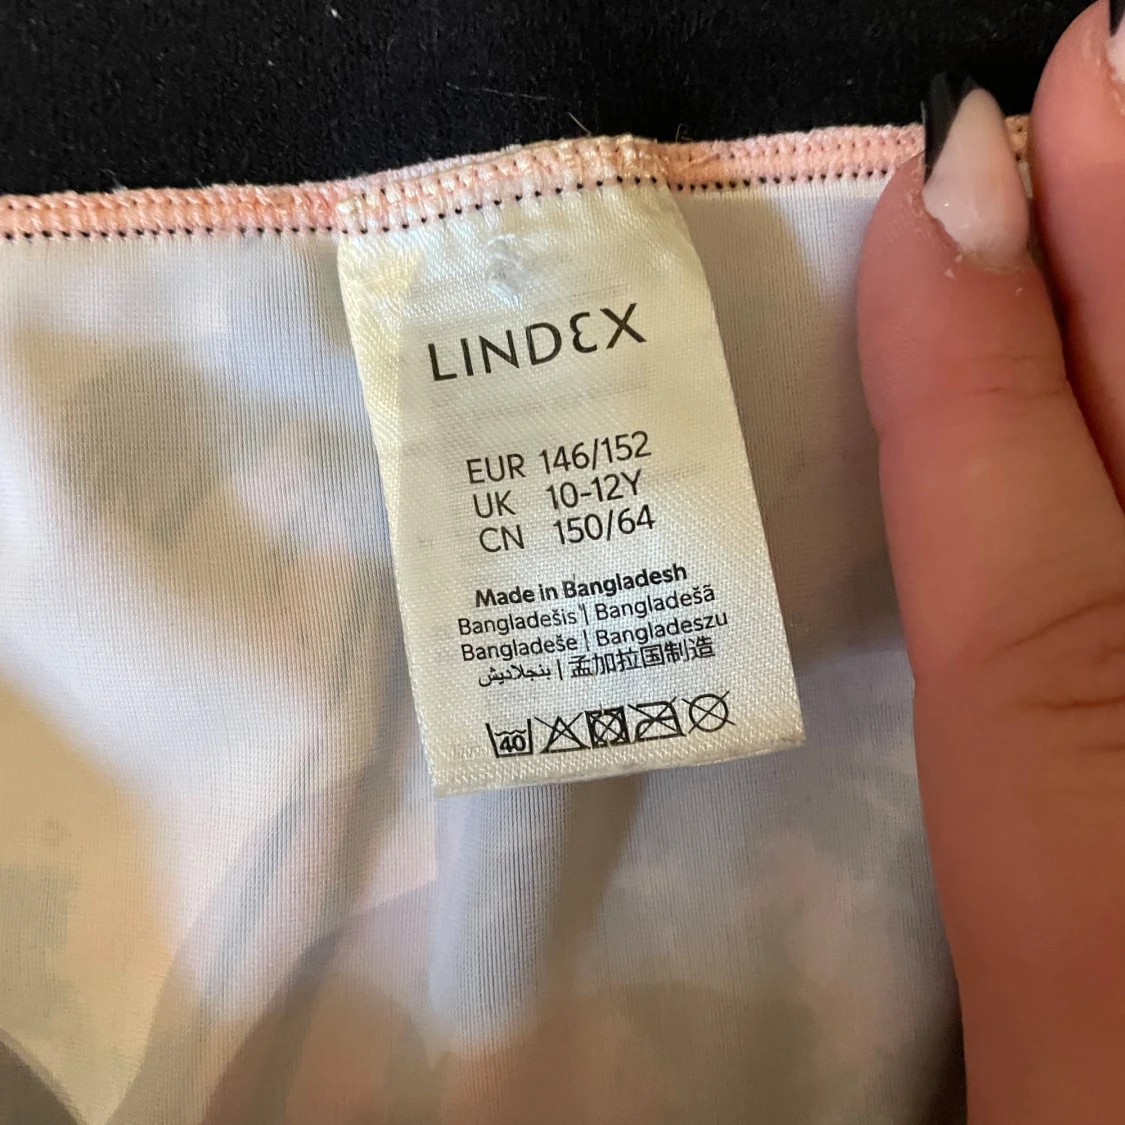 LINDEX
EUR 146/152
UK 10-12Y
CN 150/64
Made in Bangladesh
Bangladešis | Bangladešā
Bangladeše | Bangladeszu
بنجلاديش | 孟加拉国制造
40